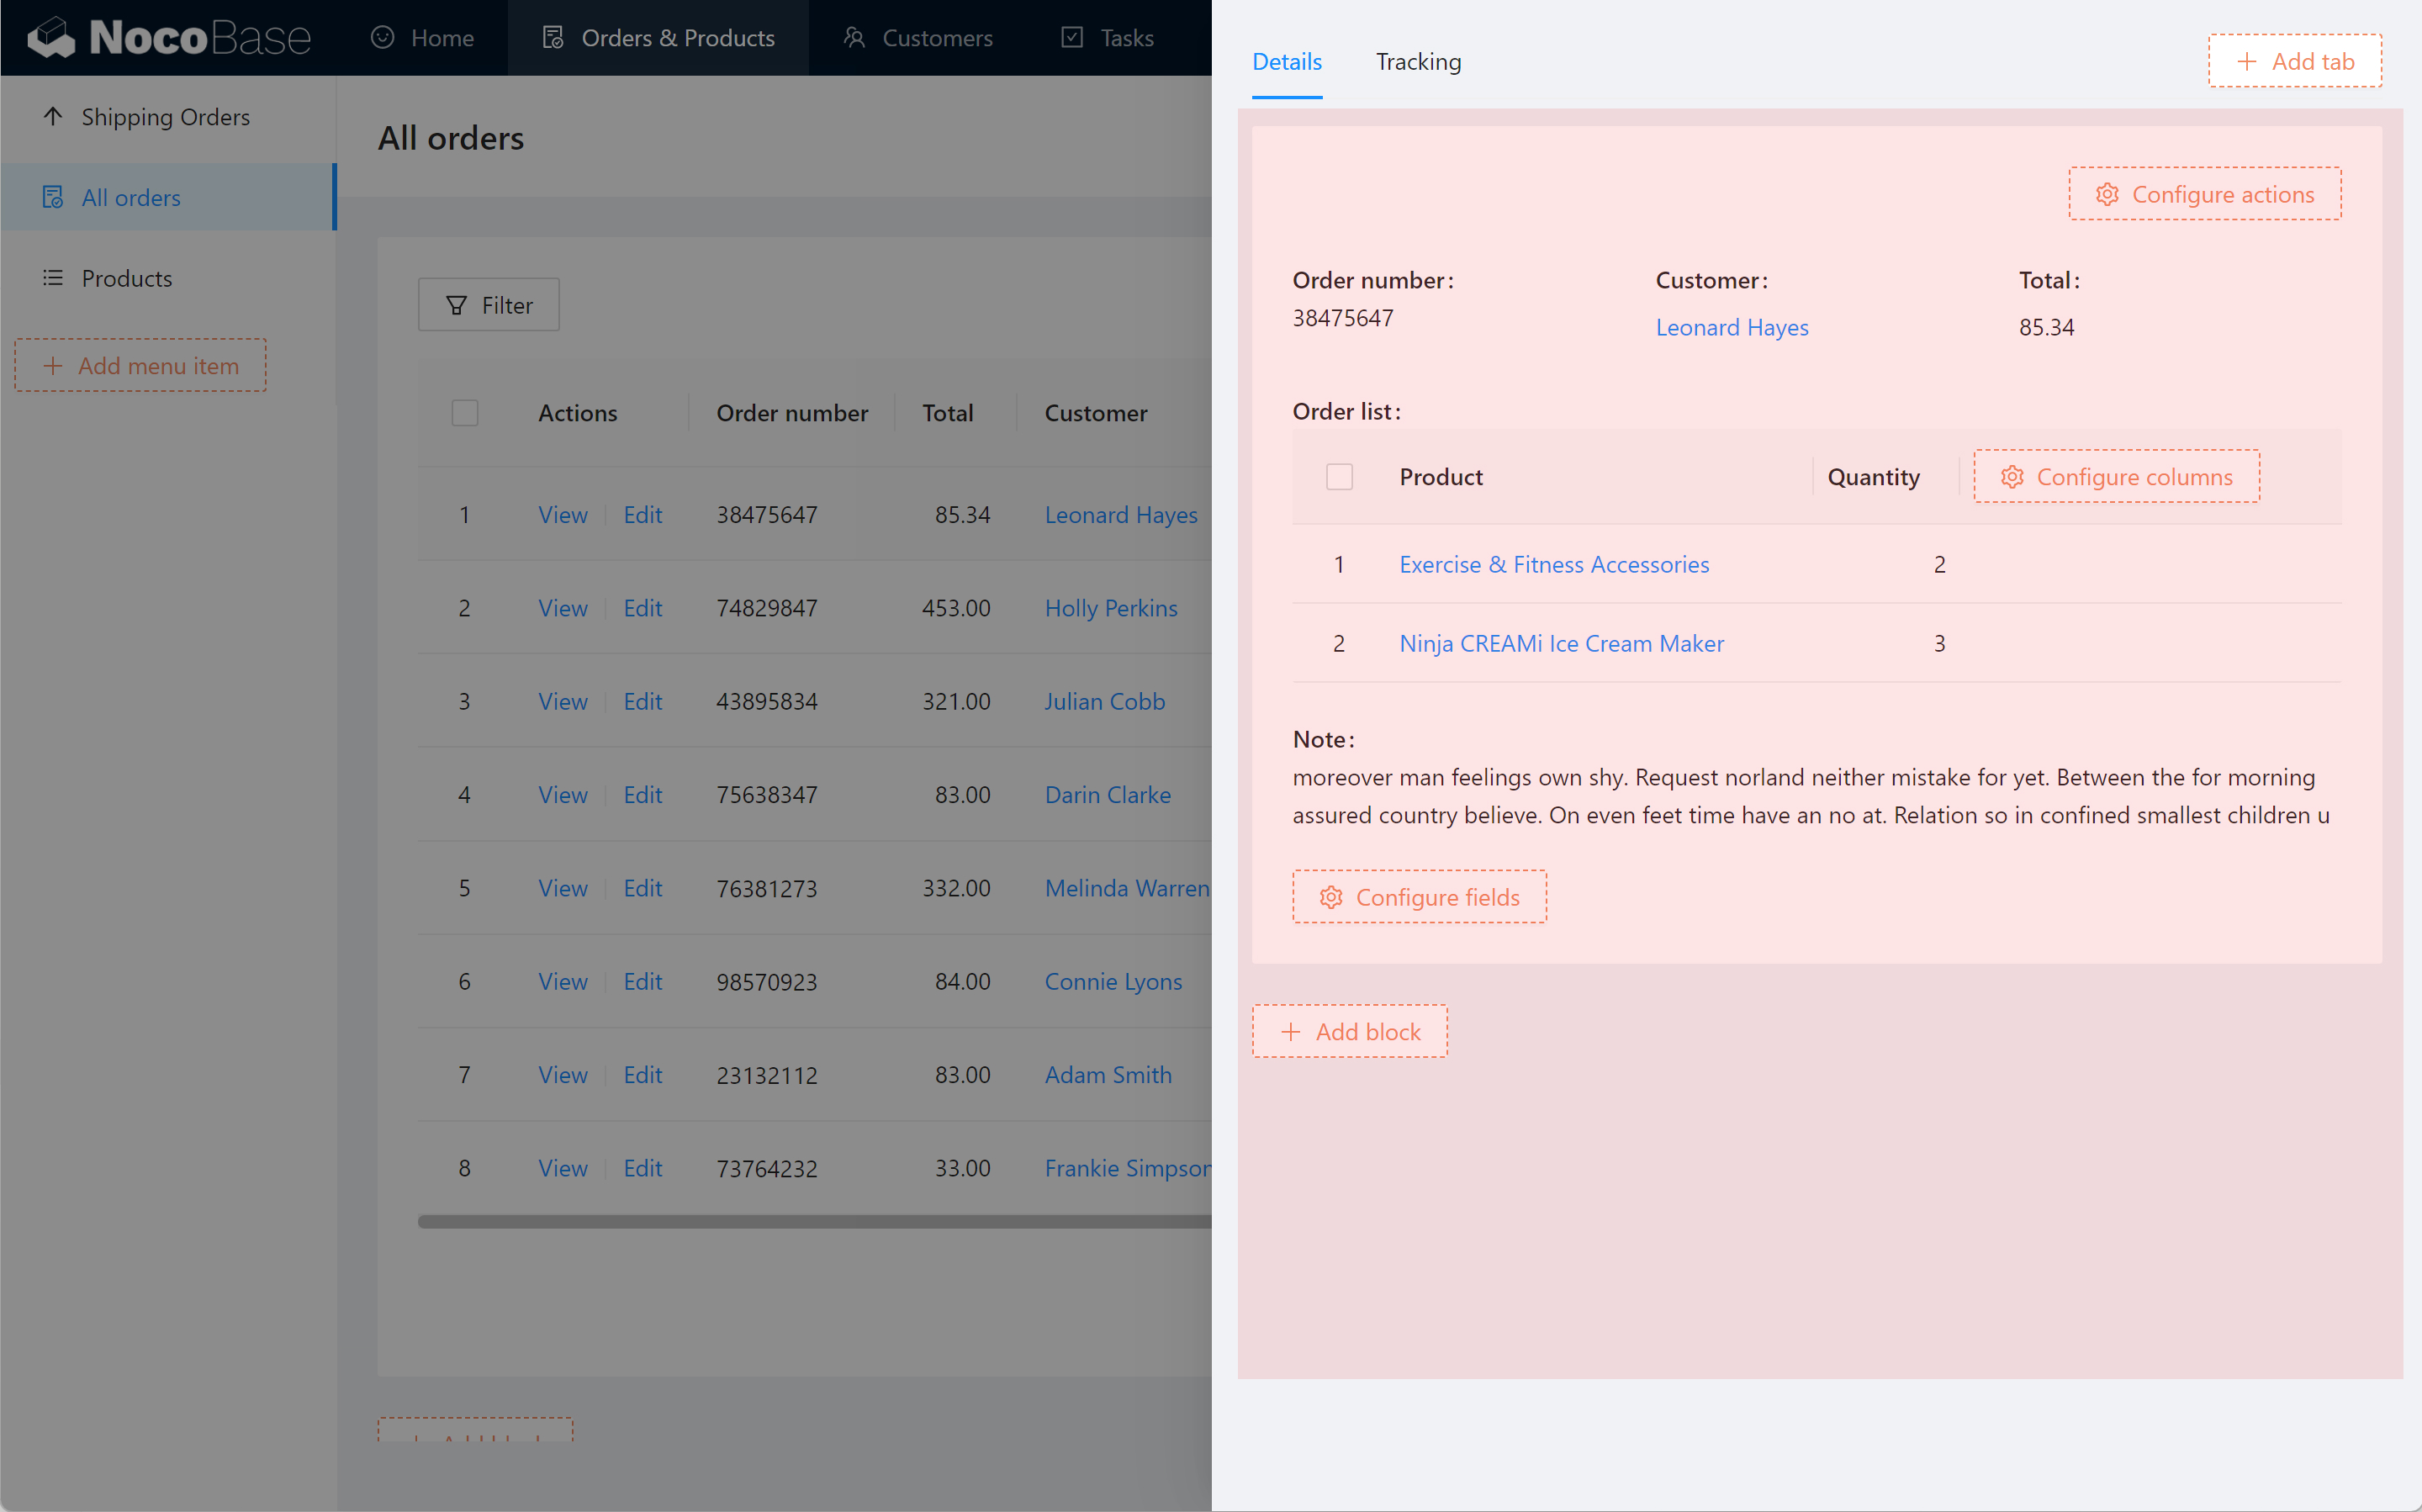 NocoBase
Home
Orders & Products
Customers
Tasks
Shipping Orders
All orders
Products
Add menu item
All orders
Filter
Actions Order number Total Customer
1 View Edit 38475647 85.34 Leonard Hayes
2 View Edit 74829847 453.00 Holly Perkins
3 View Edit 43895834 321.00 Julian Cobb
4 View Edit 75638347 83.00 Darin Clarke
5 View Edit 76381273 332.00 Melinda Warren
6 View Edit 98570923 84.00 Connie Lyons
7 View Edit 23132112 83.00 Adam Smith
8 View Edit 73764232 33.00 Frankie Simpson
Details Tracking
Add tab
Configure actions
Order number: Customer: Total:
38475647 Leonard Hayes 85.34
Order list:
Product Quantity Configure columns
1 Exercise & Fitness Accessories 2
2 Ninja CREAMi Ice Cream Maker 3
Note:
moreover man feelings own shy. Request norland neither mistake for yet. Between the for morning
assured country believe. On even feet time have an no at. Relation so in confined smallest children u
Configure fields
Add block